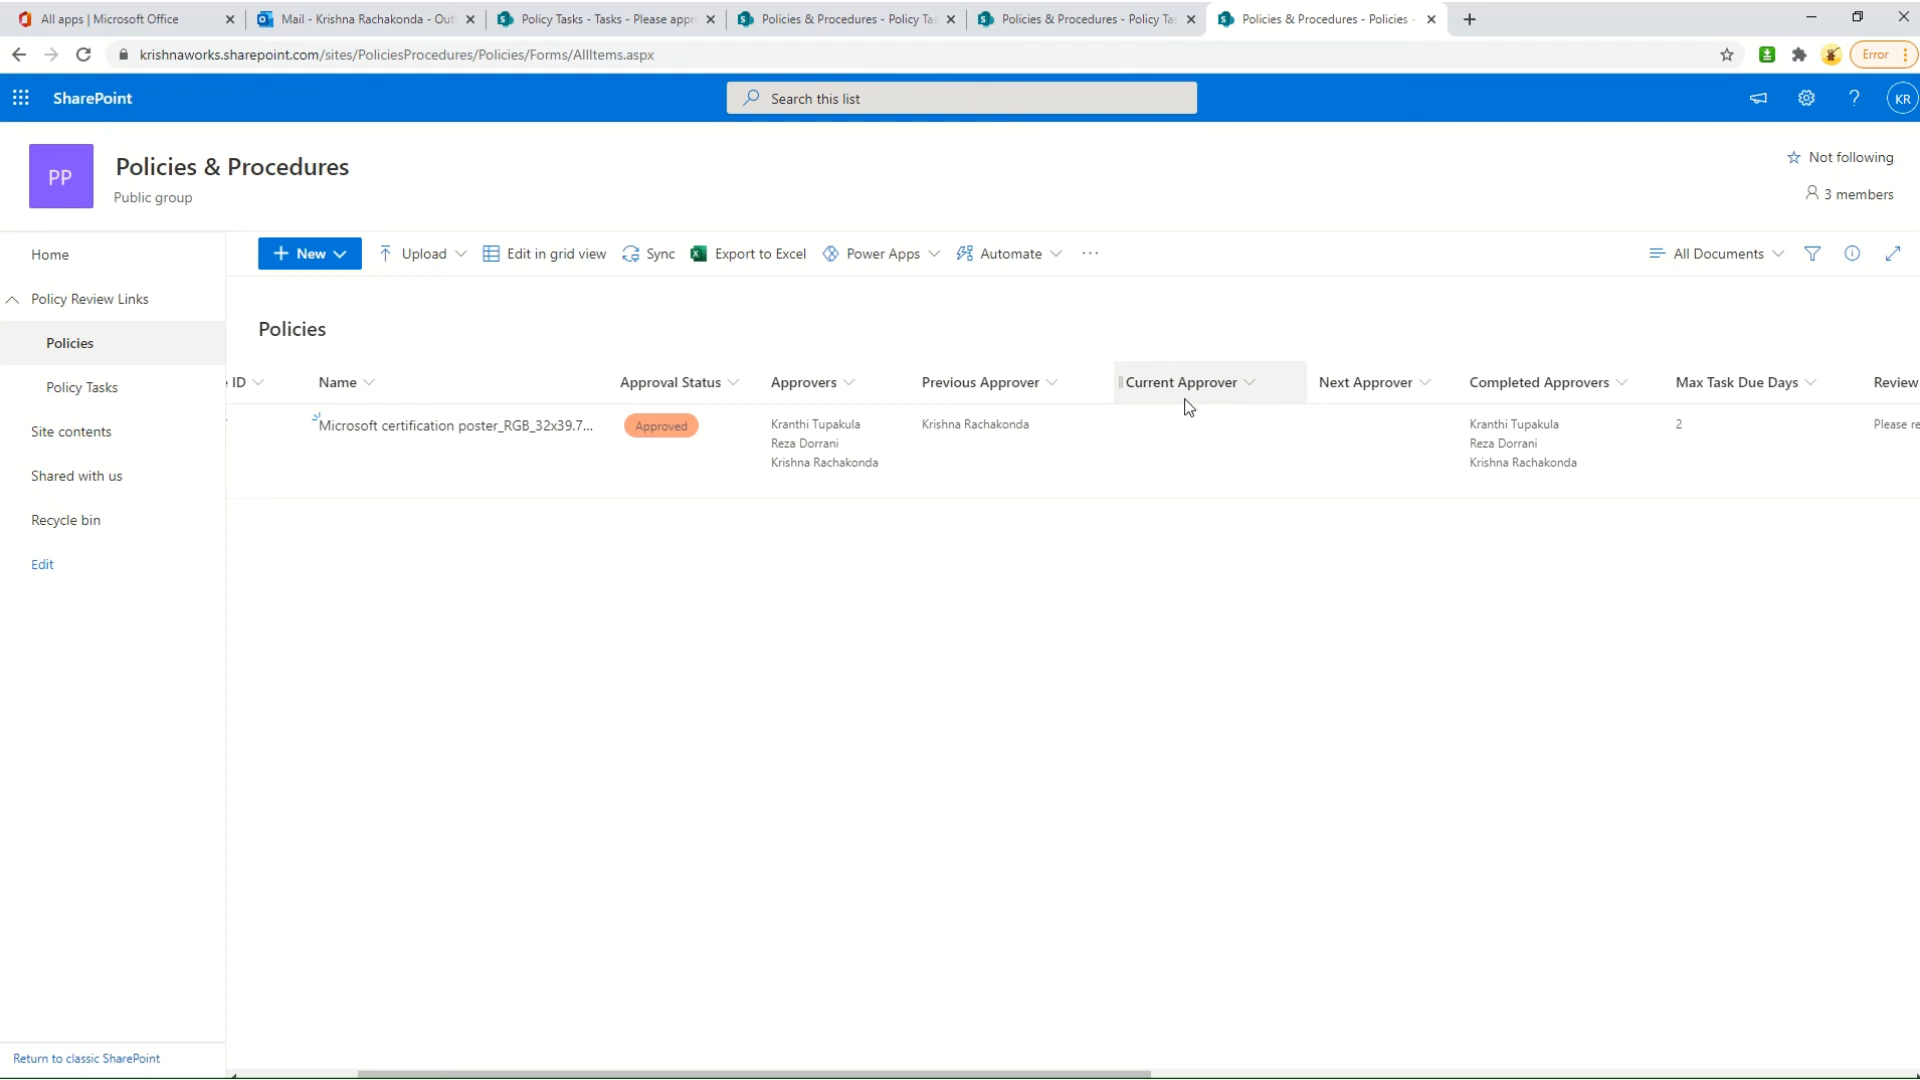 All apps | Microsoft Office
Mail - Krishna Rachakonda - Out
Policy Tasks - Tasks - Please appr
Policies & Procedures - Policy Ta
Policies & Procedures - Policy Ta
Policies & Procedures - Policies -
krishnaworks.sharepoint.com/sites/PoliciesProcedures/Policies/Forms/AllItems.aspx
Error
SharePoint
Search this list
KR
PP
Policies & Procedures
Public group
Not following
3 members
Home
Policy Review Links
Policies
Policy Tasks
Site contents
Shared with us
Recycle bin
Edit
Return to classic SharePoint
New
Upload
Edit in grid view
Sync
Export to Excel
Power Apps
Automate
All Documents
Policies
ID
Name
Approval Status
Approvers
Previous Approver
Current Approver
Next Approver
Completed Approvers
Max Task Due Days
Review
Microsoft certification poster_RGB_32x39.7...
Approved
Kranthi Tupakula
Reza Dorrani
Krishna Rachakonda
Krishna Rachakonda
Kranthi Tupakula
Reza Dorrani
Krishna Rachakonda
2
Please re